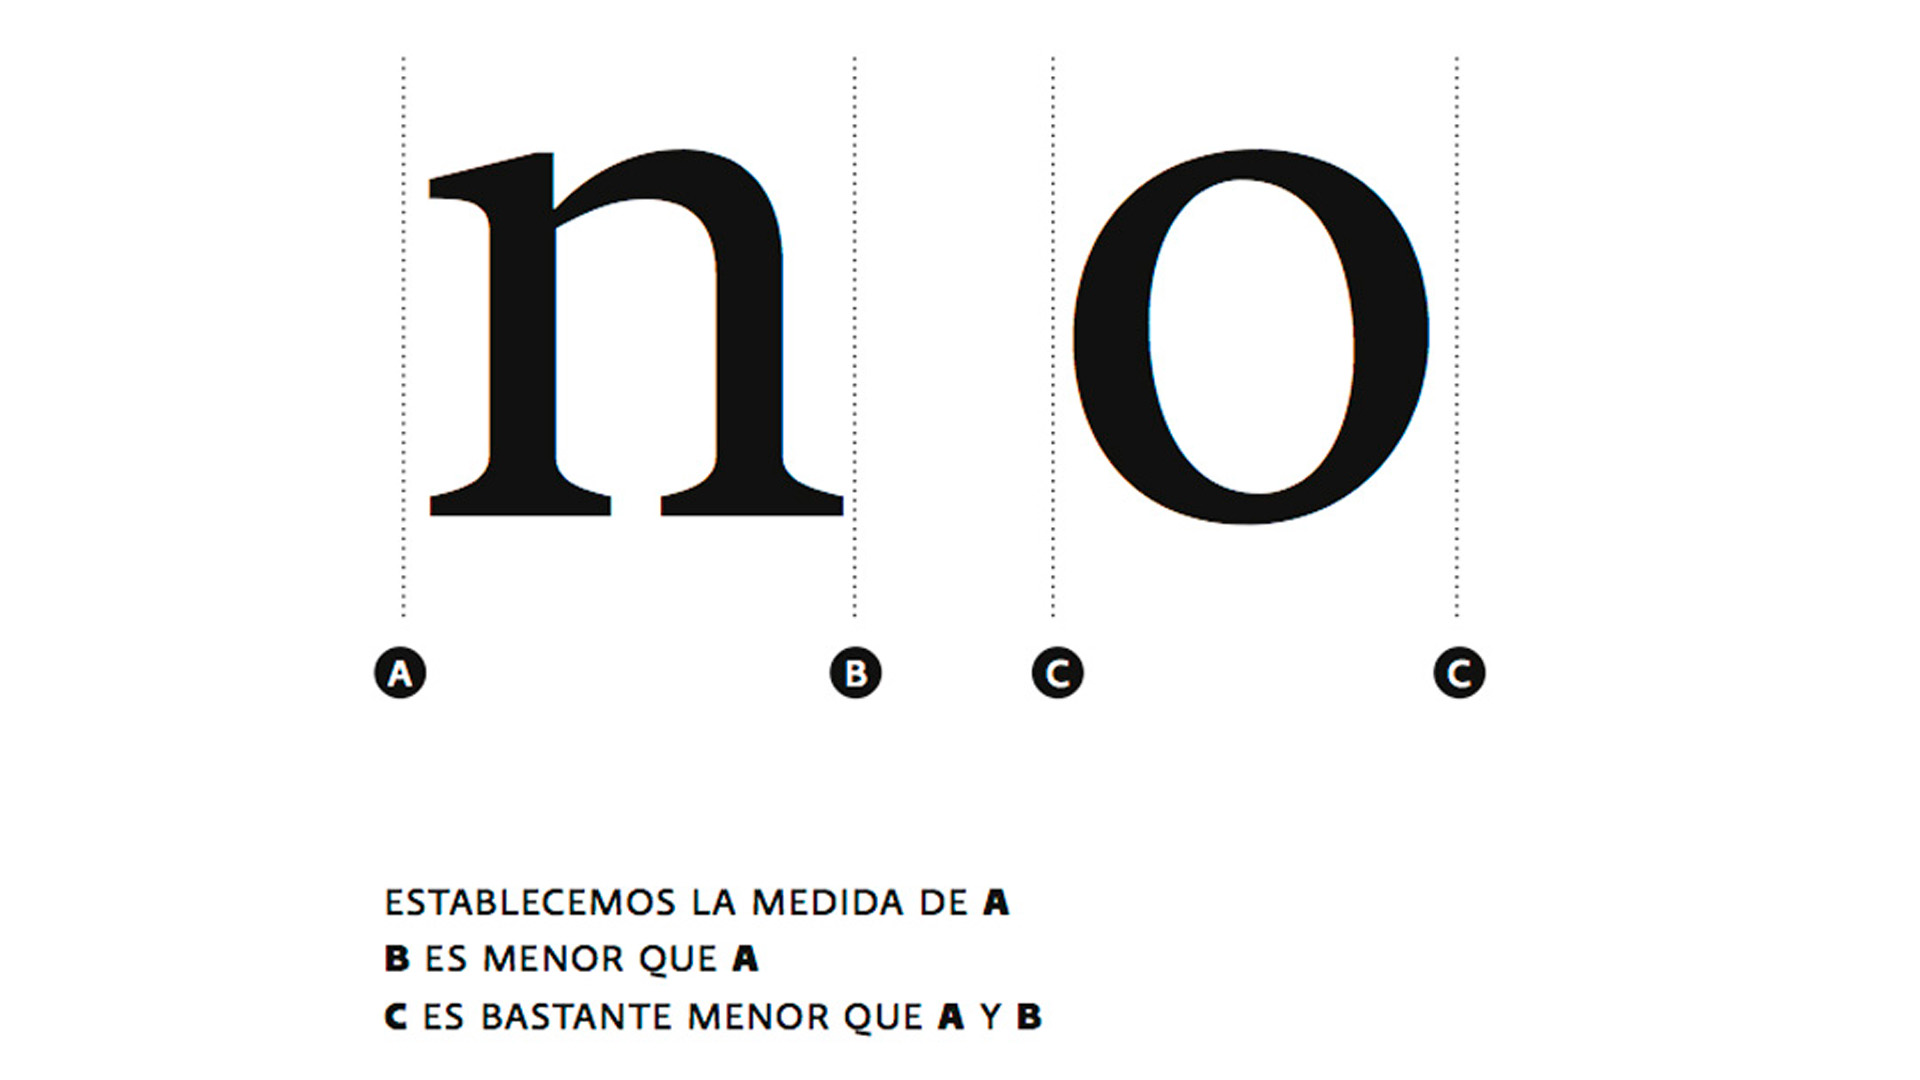 n o
A B C C
ESTABLECEMOS LA MEDIDA DE A
B ES MENOR QUE A
C ES BASTANTE MENOR QUE A Y B